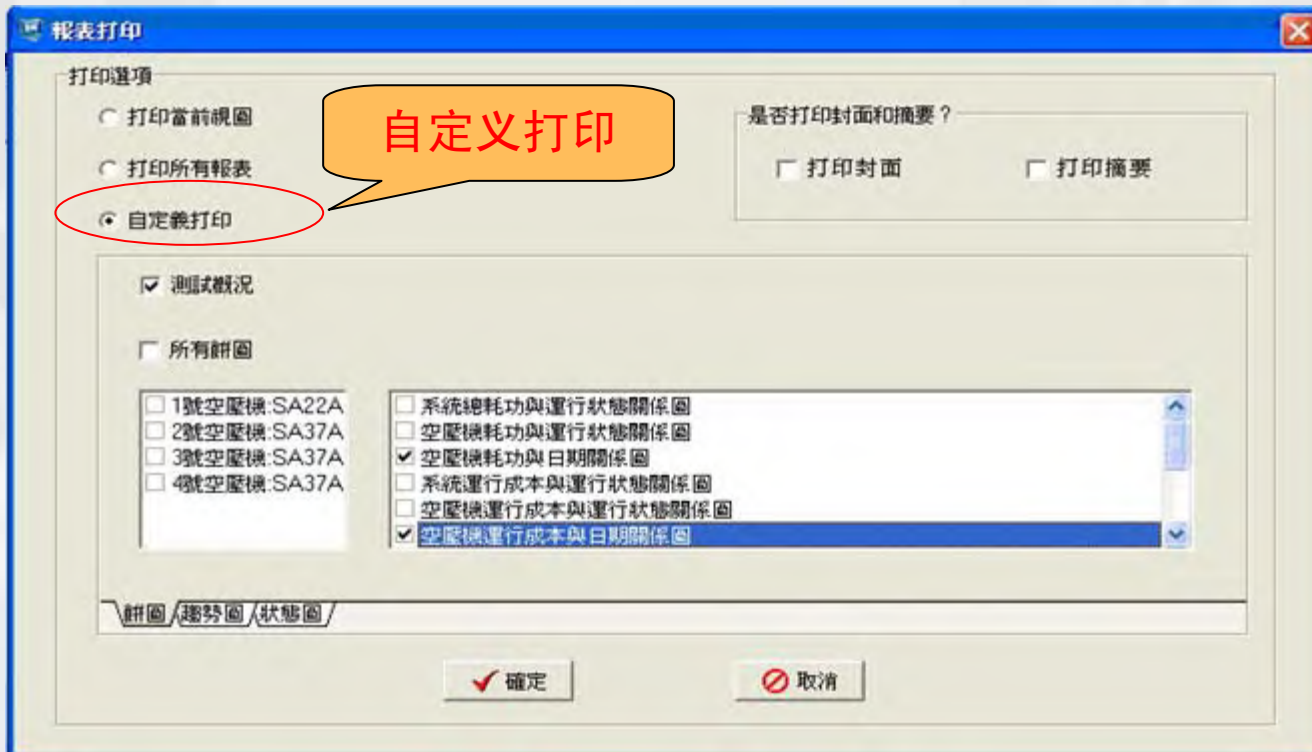 報表打印
打印選項
打印當前視圖
自定义打印
是否打印封面和摘要？
打印所有報表
打印封面
打印摘要
自定義打印
測試概況
所有餅圖
1號空壓機:SA22A
2號空壓機:SA37A
3號空壓機:SA37A
4號空壓機:SA37A
系統總耗功與運行狀態關係圖
空壓機耗功與運行狀態關係圖
空壓機耗功與日期關係圖
系統運行成本與運行狀態關係圖
空壓機運行成本與運行狀態關係圖
空壓機運行成本與日期關係圖
餅圖 趨勢圖 狀態圖
確定
取消